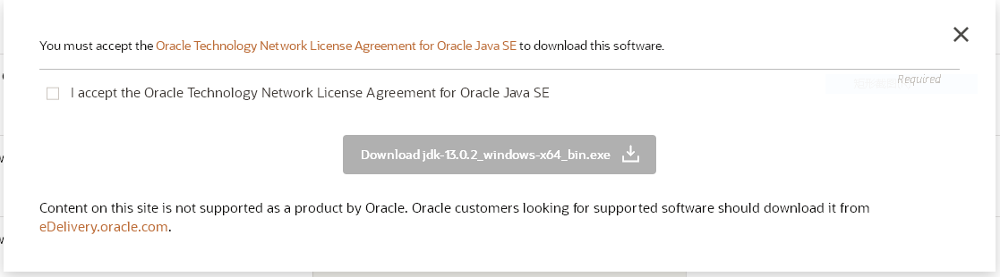 You must accept the Oracle Technology Network License Agreement for Oracle Java SE to download this software.
Required
I accept the Oracle Technology Network License Agreement for Oracle Java SE
Download jdk-13.0.2_windows-x64_bin.exe
Content on this site is not supported as a product by Oracle. Oracle customers looking for supported software should download it from
eDelivery.oracle.com.